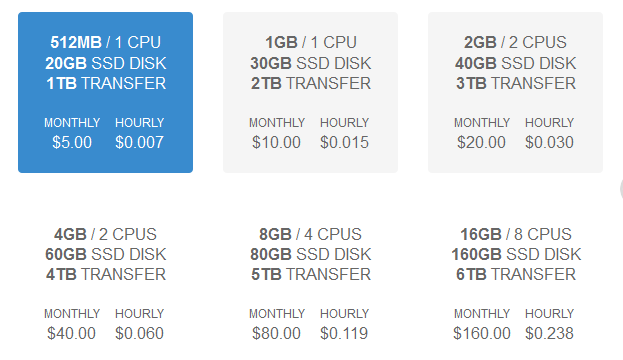 512MB / 1 CPU
20GB SSD DISK
1TB TRANSFER
MONTHLY HOURLY
$5.00 $0.007
1GB / 1 CPU
30GB SSD DISK
2TB TRANSFER
MONTHLY HOURLY
$10.00 $0.015
2GB / 2 CPUS
40GB SSD DISK
3TB TRANSFER
MONTHLY HOURLY
$20.00 $0.030
4GB / 2 CPUS
60GB SSD DISK
4TB TRANSFER
MONTHLY HOURLY
$40.00 $0.060
8GB / 4 CPUS
80GB SSD DISK
5TB TRANSFER
MONTHLY HOURLY
$80.00 $0.119
16GB / 8 CPUS
160GB SSD DISK
6TB TRANSFER
MONTHLY HOURLY
$160.00 $0.238